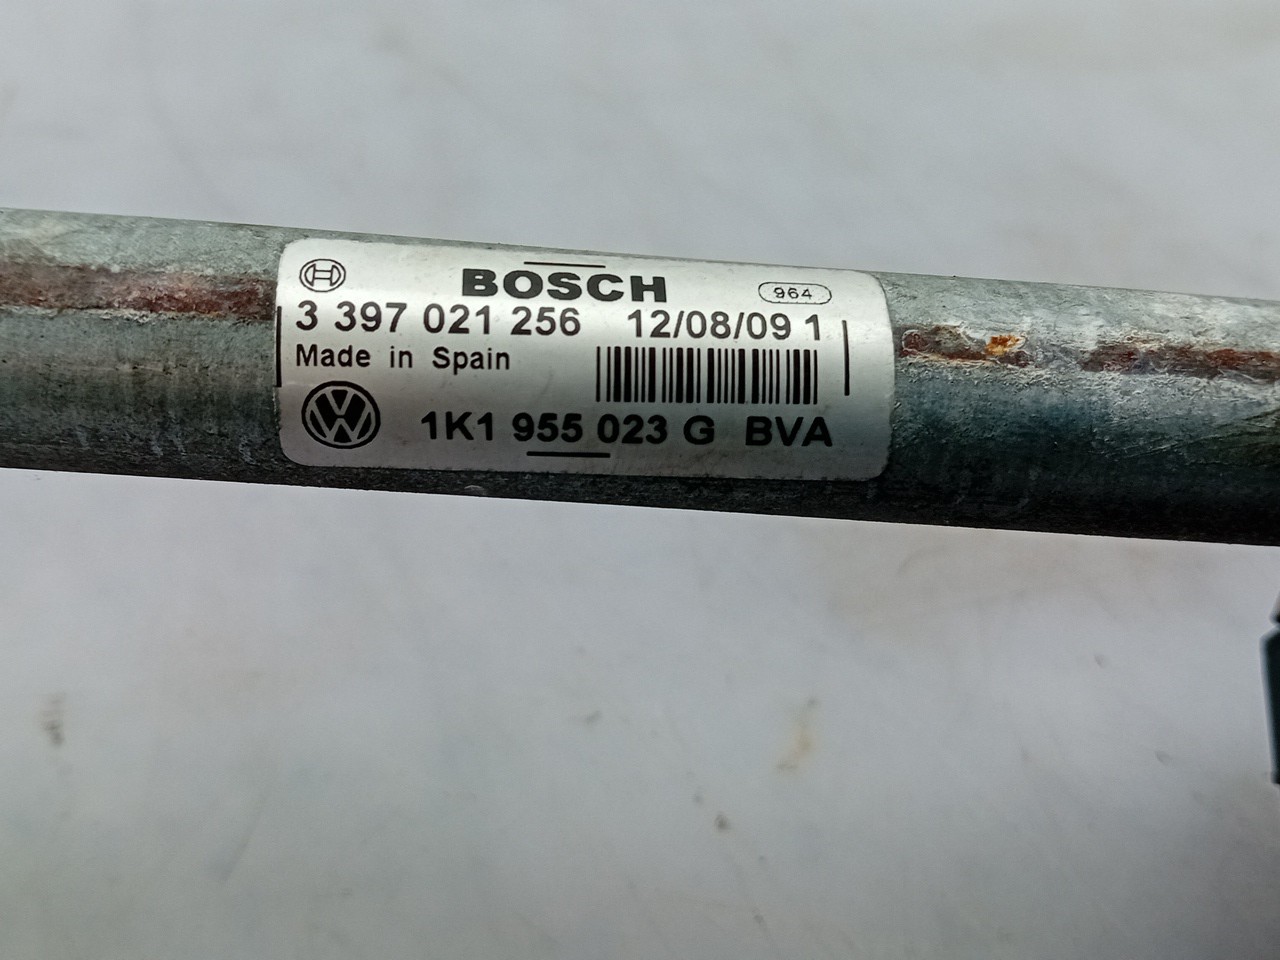 BOSCH 964
3 397 021 256 12/08/09 1
Made in Spain
1K1 955 023 G BVA